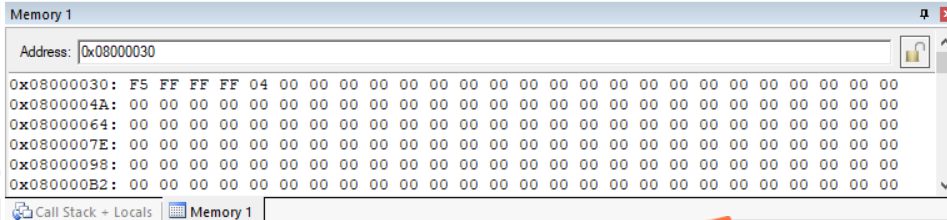 Memory 1
Address: 0x08000030
0x08000030: F5 FF FF FF 04 00 00 00 00 00 00 00 00 00 00 00 00 00 00 00 00 00 00 00 00 00
0x0800004A: 00 00 00 00 00 00 00 00 00 00 00 00 00 00 00 00 00 00 00 00 00 00 00 00 00 00
0x08000064: 00 00 00 00 00 00 00 00 00 00 00 00 00 00 00 00 00 00 00 00 00 00 00 00 00 00
0x0800007E: 00 00 00 00 00 00 00 00 00 00 00 00 00 00 00 00 00 00 00 00 00 00 00 00 00 00
0x08000098: 00 00 00 00 00 00 00 00 00 00 00 00 00 00 00 00 00 00 00 00 00 00 00 00 00 00
0x080000B2: 00 00 00 00 00 00 00 00 00 00 00 00 00 00 00 00 00 00 00 00 00 00 00 00 00 00
Call Stack + Locals Memory 1